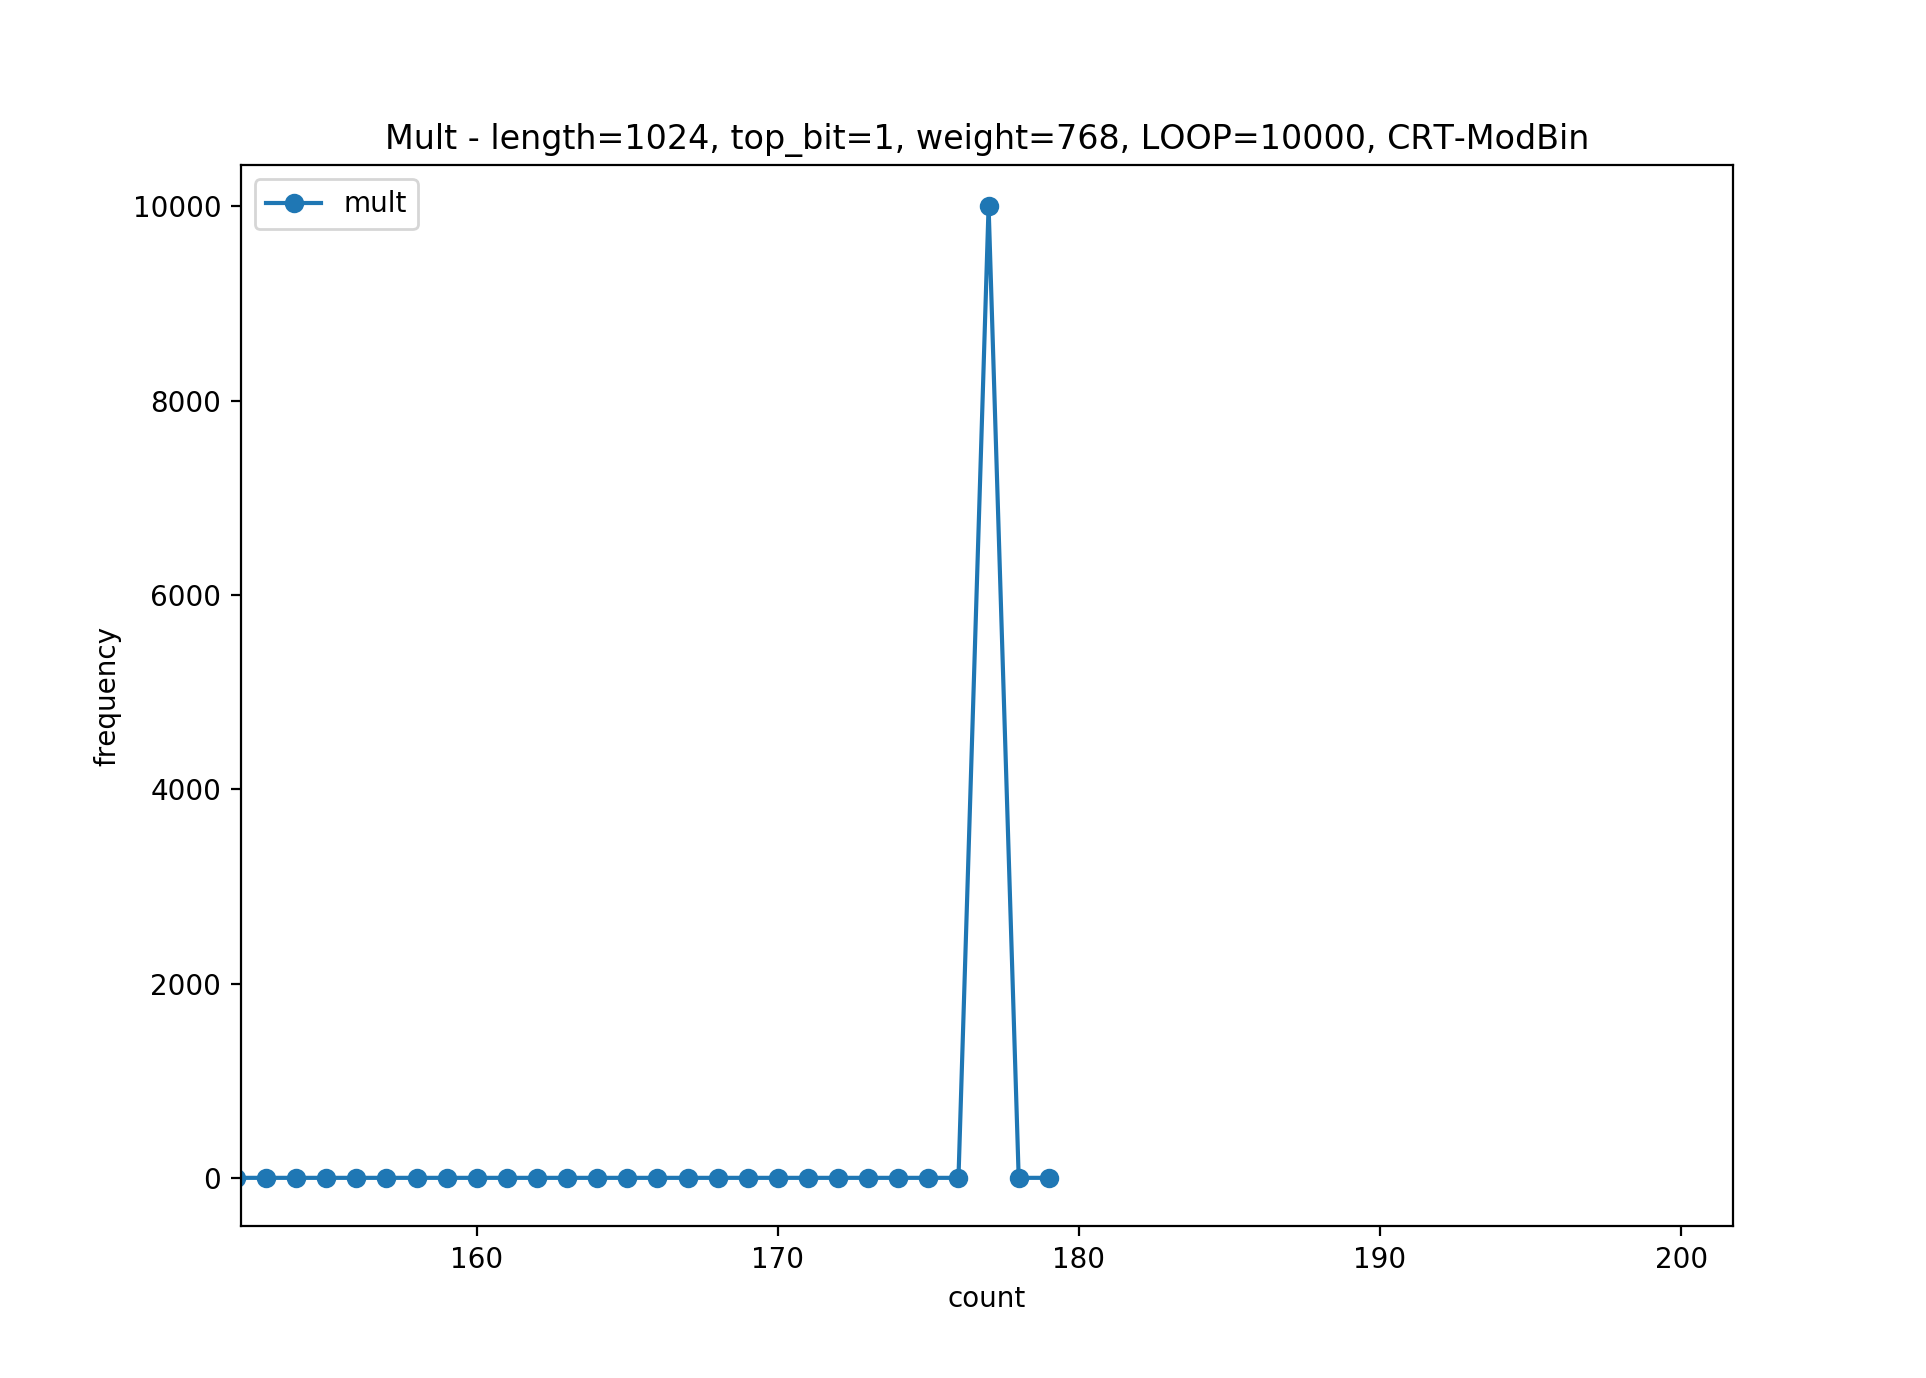 Mult - length=1024, top_bit=1, weight=768, LOOP=10000, CRT-ModBin
mult
10000
8000
6000
4000
2000
0
frequency
160 170 180 190 200
count